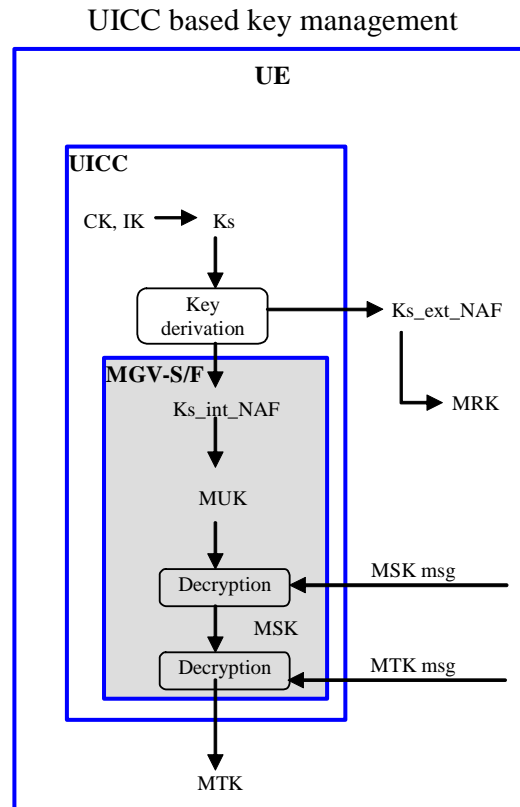 UICC based key management
UE
UICC
CK, IK
Ks
Key
derivation
Ks_ext_NAF
MGV-S/F
Ks_int_NAF
MRK
MUK
MSK msg
Decryption
MSK
MTK msg
Decryption
MTK